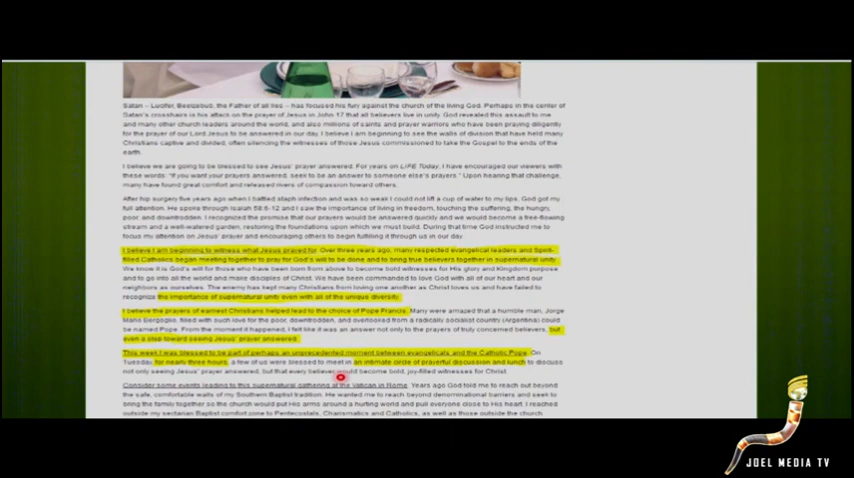 Satan – Lucifer, Beelzebub, the Father of all lies – has focused his fury against the church of the living God. Perhaps in the center of
Satan's crosshairs is his attack on the prayer of Jesus in John 17 that all believers live in unity. God revealed this assault to me
and many other church leaders around the world, and also millions of saints and prayer warriors who have been praying diligently
for the prayer of our Lord Jesus to be answered in our day. I believe I am beginning to see the walls of division that have held many
Christians captive and divided, often silencing the witnesses of those Jesus commissioned to take the Gospel to the ends of the
earth.
I believe we are going to be blessed to see Jesus' prayer answered. For years on LIFE Today, I have encouraged our viewers with
these words: "If you want your prayers answered, seek to be an answer to someone else's prayers." Upon hearing that challenge,
many have found great comfort and released rivers of compassion toward others.
After hip surgery five years ago when I battled staph infection and was so weak I could not lift a cup of water to my lips, God got my
full attention. He spoke through Isaiah 58:6-12 and I saw the importance of living in freedom, touching the suffering, the hungry,
poor, and downtrodden. I recognized the promise that our prayers would be answered quickly and we would become a free-flowing
stream and a well-watered garden, restoring the foundations upon which we must build. During that time God instructed me to
focus my attention on Jesus' prayer and encouraging others to begin fulfilling it through us in our day.
I believe I am beginning to witness what Jesus prayed for. Over three years ago, many respected evangelical leaders and Spirit-
filled Catholics began meeting together to pray for God's will to be done and to bring true believers together in supernatural unity.
We know it is God's will for those who have been born from above to become bold witnesses for His glory and Kingdom purpose
and to go into all the world and make disciples of Christ. We have been commanded to love God with all of our heart and our
neighbors as ourselves. The enemy has kept many Christians from loving one another as Christ loves us and have failed to
recognize the importance of supernatural unity even with all of the unique diversity.
I believe the prayers of earnest Christians helped lead to the choice of Pope Francis. Many were amazed that a humble man, Jorge
Mario Bergoglio, filled with such love for the poor, downtrodden, and overlooked from a radically socialist country (Argentina) could
be named Pope. From the moment it happened, I felt like it was an answer not only to the prayers of truly concerned believers, but
even a step toward seeing Jesus' prayer answered.
This week I was blessed to be part of perhaps an unprecedented moment between evangelicals and the Catholic Pope. On
Tuesday, for nearly three hours, a few of us were blessed to meet in an intimate circle of prayerful discussion and lunch to discuss
not only seeing Jesus' prayer answered, but that every believer would become bold, joy-filled witnesses for Christ.
Consider some events leading to this supernatural gathering at the Vatican in Rome. Years ago God told me to reach out beyond
the safe, comfortable walls of my Southern Baptist tradition. He wanted me to reach beyond denominational barriers and seek to
bring the family together so the church would put His arms around a hurting world and pull everyone close to His heart. I reached
outside my sectarian Baptist comfort zone to Pentecostals, Charismatics and Catholics, as well as those outside the church
JOEL MEDIA TV